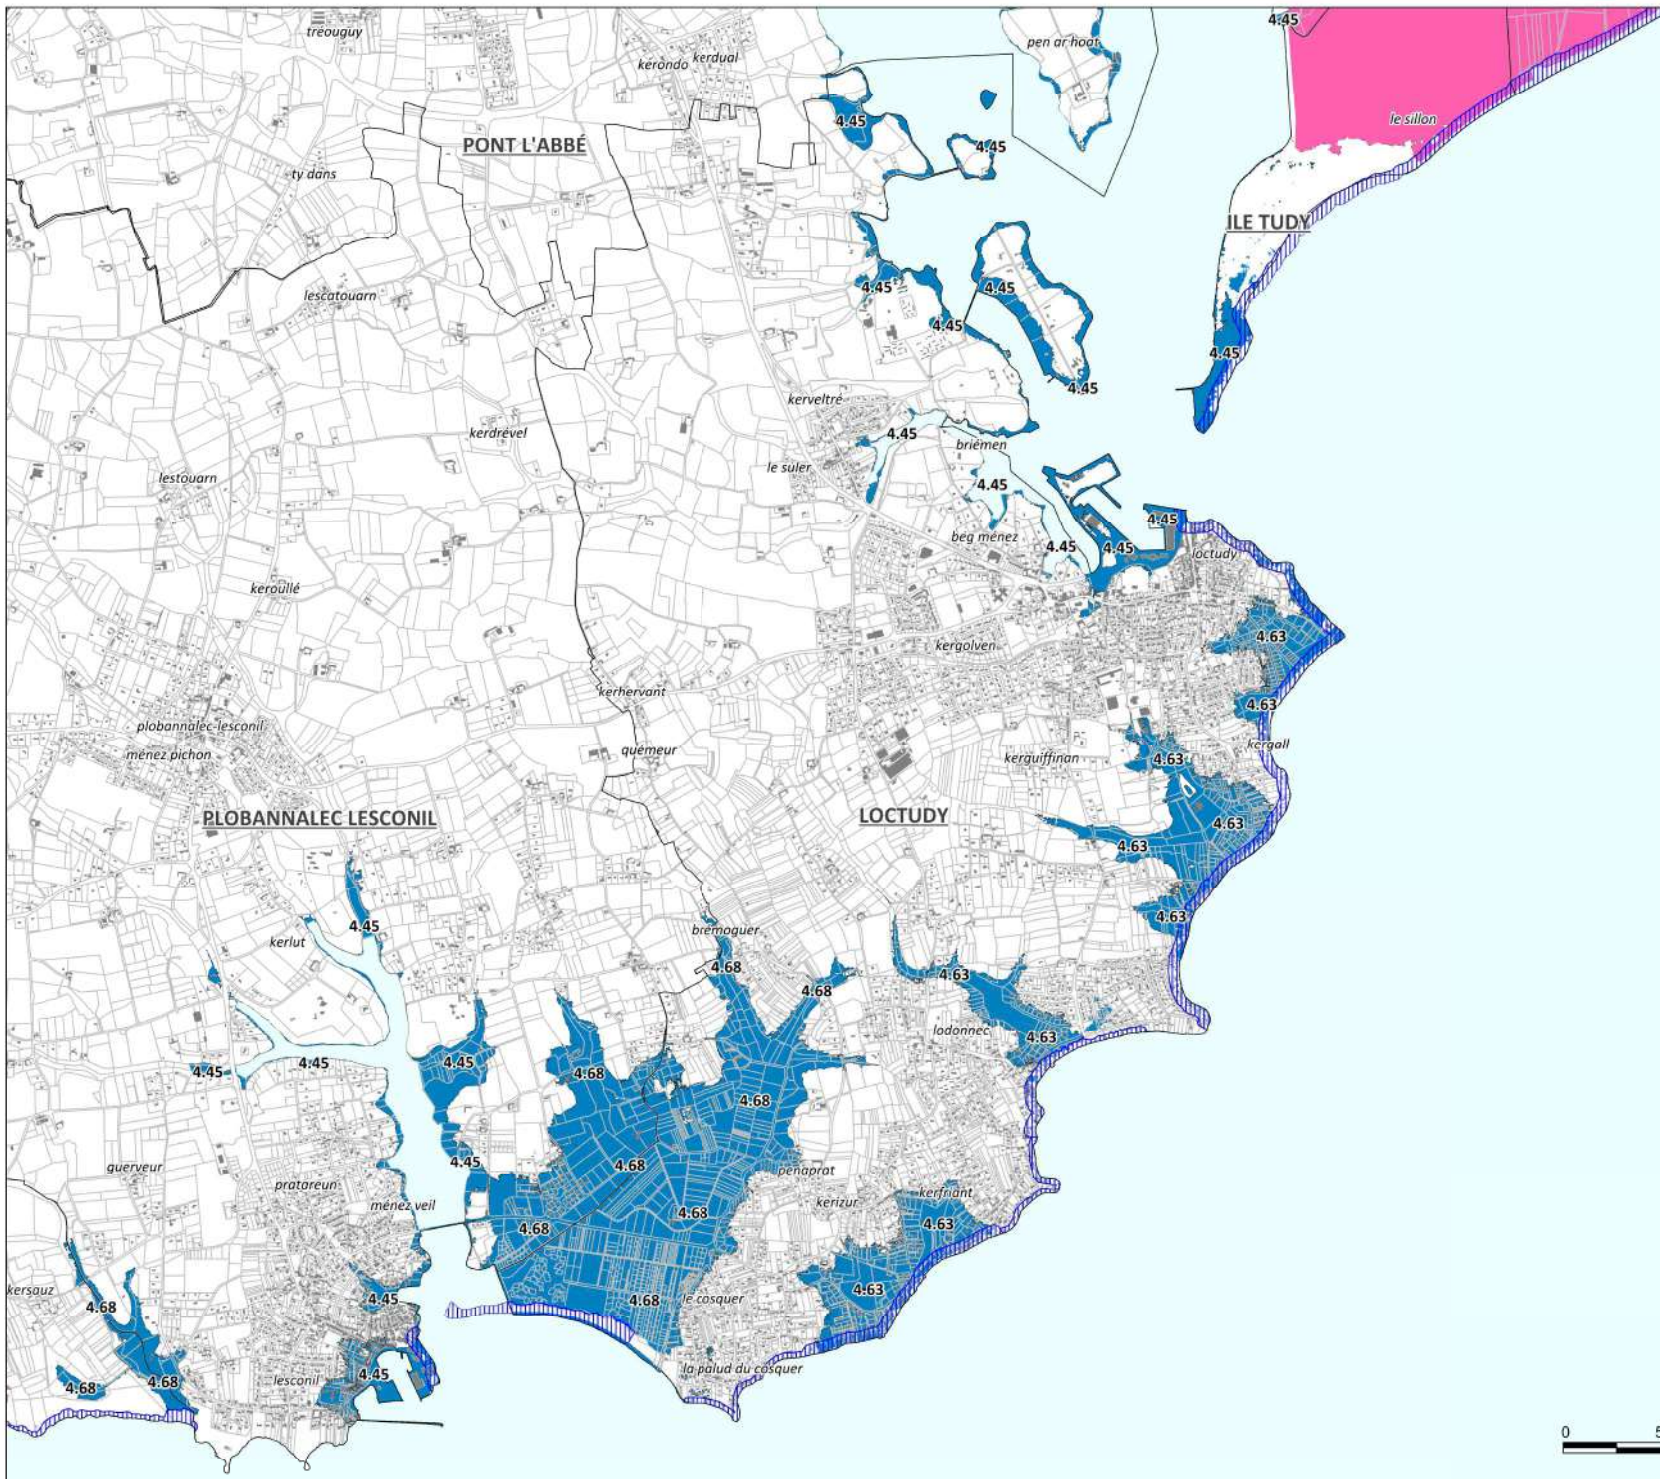 4.45
treouguy
pen ar hoat
kerdual
kerondo
le sillon
4.45
PONT L'ABBÉ
4.45
ty dans
ILE TUDY
4.45
4.45
lescatouarn
4.45
4.45
4.45
kerveltré
kerdrével
4.45
briémen
le suler
lestouarn
4.45
4.45
beg ménez
4.45
4.45
loctudy
keroullé
4.63
kergolven
kerhervant
4.63
plobannalec-lesconil
kergall
quémeur
ménez pichon
kerguiffinan
4.63
PLOBANNALEC LESCONIL
LOCTUDY
4.63
4.63
4.63
4.45
brémoguer
kerlut
4.68
4.63
4.68
lodonnec
4.63
4.45
4.45
4.45
4.68
4.68
4.45
4.68
querveur
penaprat
pratareun
kerfriant
ménez veil
kerizur
4.68
4.68
4.63
kersauz
4.63
4.68
4.45
4.68
le cosquer
la palud du cosquer
4.45
lesconil
4.68
4.68
0
5